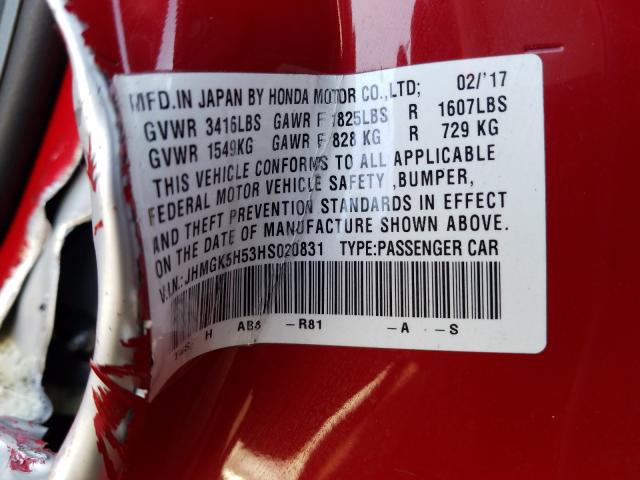 MFD.IN JAPAN BY HONDA MOTOR CO.,LTD; 02/'17
GVWR 3416LBS GAWR F 1825LBS R 1607LBS
GVWR 1549KG GAWR F 828 KG R 729 KG
THIS VEHICLE CONFORMS TO ALL APPLICABLE
FEDERAL MOTOR VEHICLE SAFETY ,BUMPER,
AND THEFT PREVENTION STANDARDS IN EFFECT
ON THE DATE OF MANUFACTURE SHOWN ABOVE.
V.I.N.:JHMGK5H53HS020831 TYPE:PASSENGER CAR
H AB8 -R81 -A -S